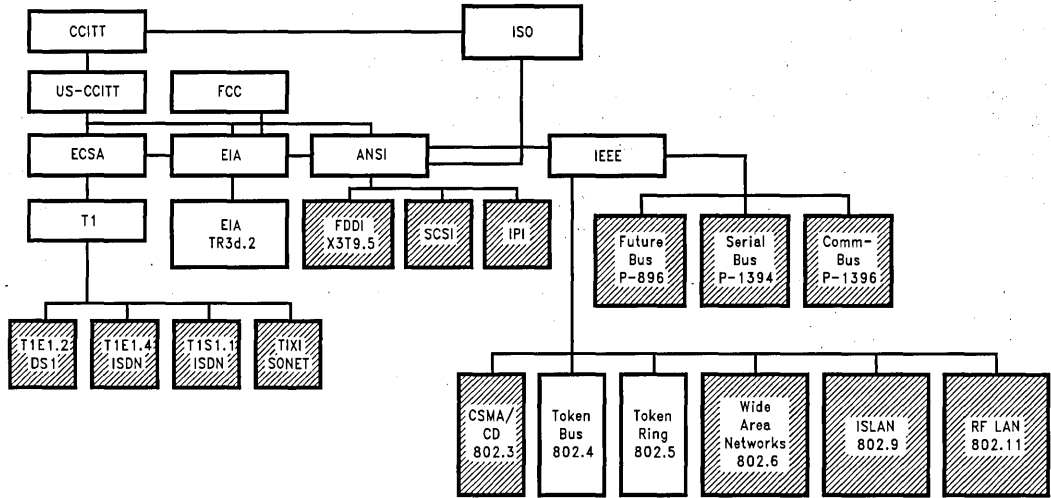 CCITT
ISO
US-CCITT
FCC
ECSA
EIA
ANSI
IEEE
T1
EIA
TR3d.2
FDDI
X3T9.5
SCSI
IPI
Future
Bus
P-896
Serial
Bus
P-1394
Comm-
Bus
P-1396
T1E1.2
DS1
T1E1.4
ISDN
T1S1.1
ISDN
TIXI
SONET
CSMA/
CD
802.3
Token
Bus
802.4
Token
Ring
802.5
Wide
Area
Networks
802.6
ISLAN
802.9
RF LAN
802.11